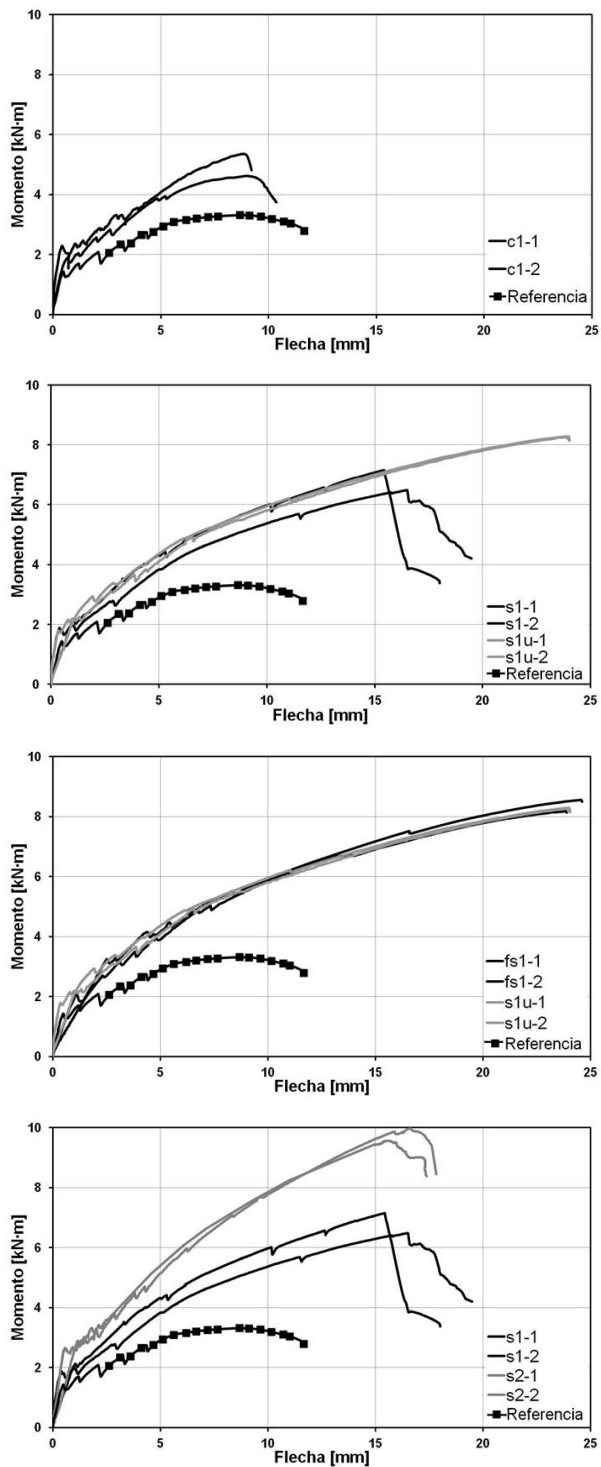 10
8
6
4
2
0
Momento [kN·m]
c1-1
c1-2
Referencia
0 5 10 15 20 25
Flecha [mm]
10
8
6
4
2
0
Momento [kN·m]
s1-1
s1-2
s1u-1
s1u-2
Referencia
0 5 10 15 20 25
Flecha [mm]
10
8
6
4
2
0
Momento [kN·m]
fs1-1
fs1-2
s1u-1
s1u-2
Referencia
0 5 10 15 20 25
Flecha [mm]
10
8
6
4
2
0
Momento [kN·m]
s1-1
s1-2
s2-1
s2-2
Referencia
0 5 10 15 20 25
Flecha [mm]